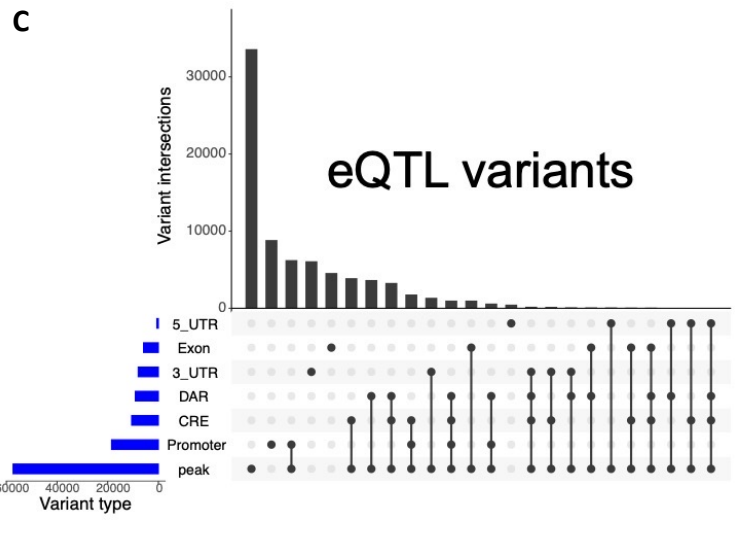 C
Variant intersections
30000
20000
10000
0
eQTL variants
5_UTR
Exon
3_UTR
DAR
CRE
Promoter
peak
60000 40000 20000 0
Variant type